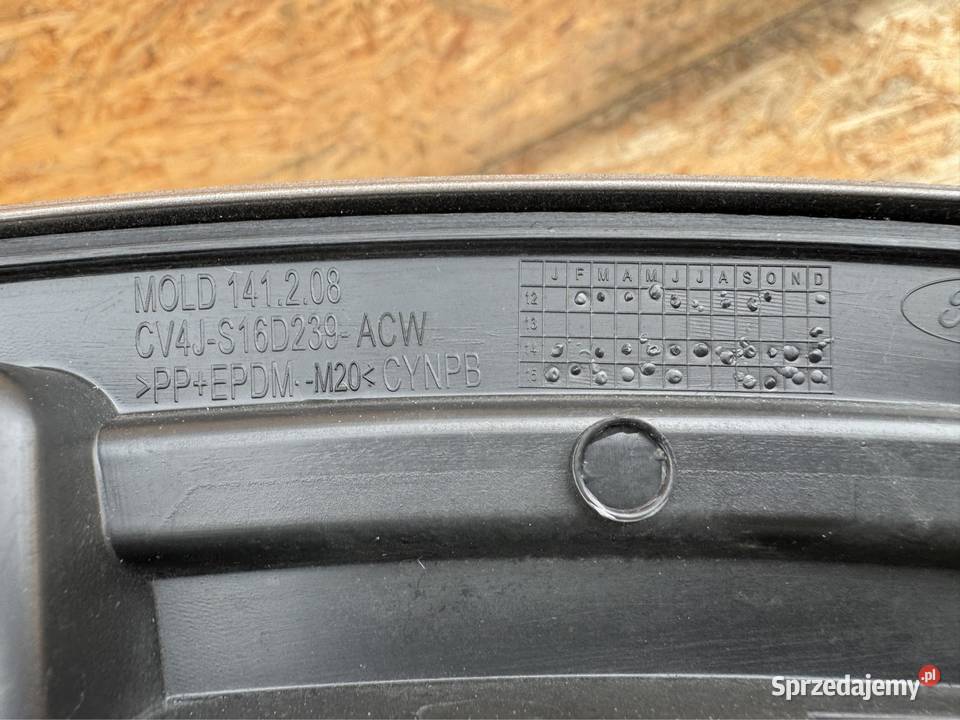 MOLD 141.2.08
CV4J-S16D239-ACW
>PP+EPDM-M20< CYNPB
J F M A M J J A S O N D
12
13
14
15
Sprzedajemy.pl